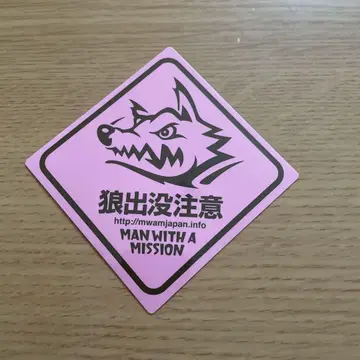 狼出没注意
http://mwamjapan.info
MAN WITH A
MISSION